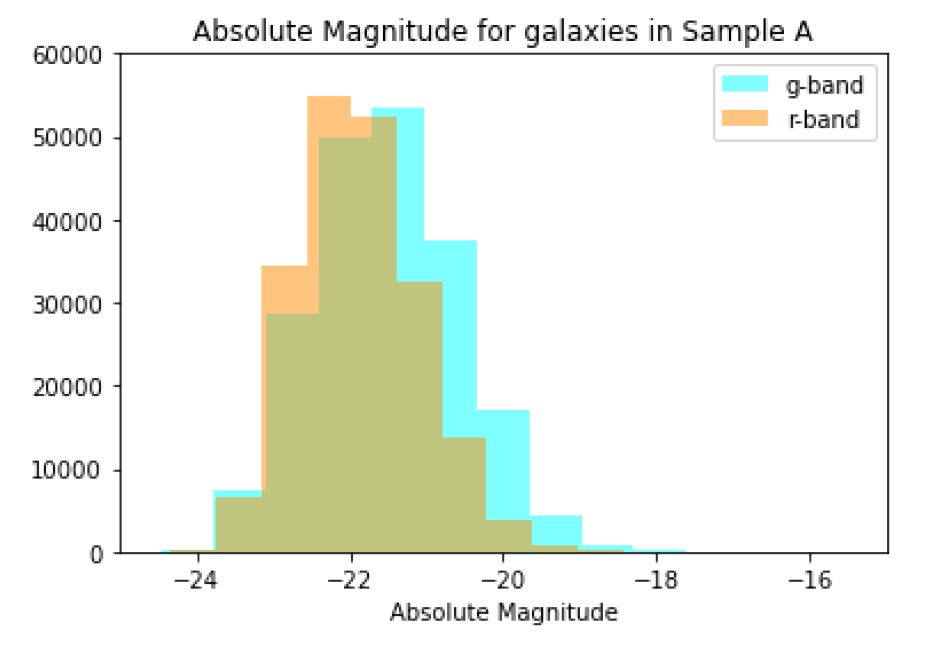 Absolute Magnitude for galaxies in Sample A
60000
50000
40000
30000
20000
10000
0
g-band
r-band
−24 −22 −20 −18 −16
Absolute Magnitude